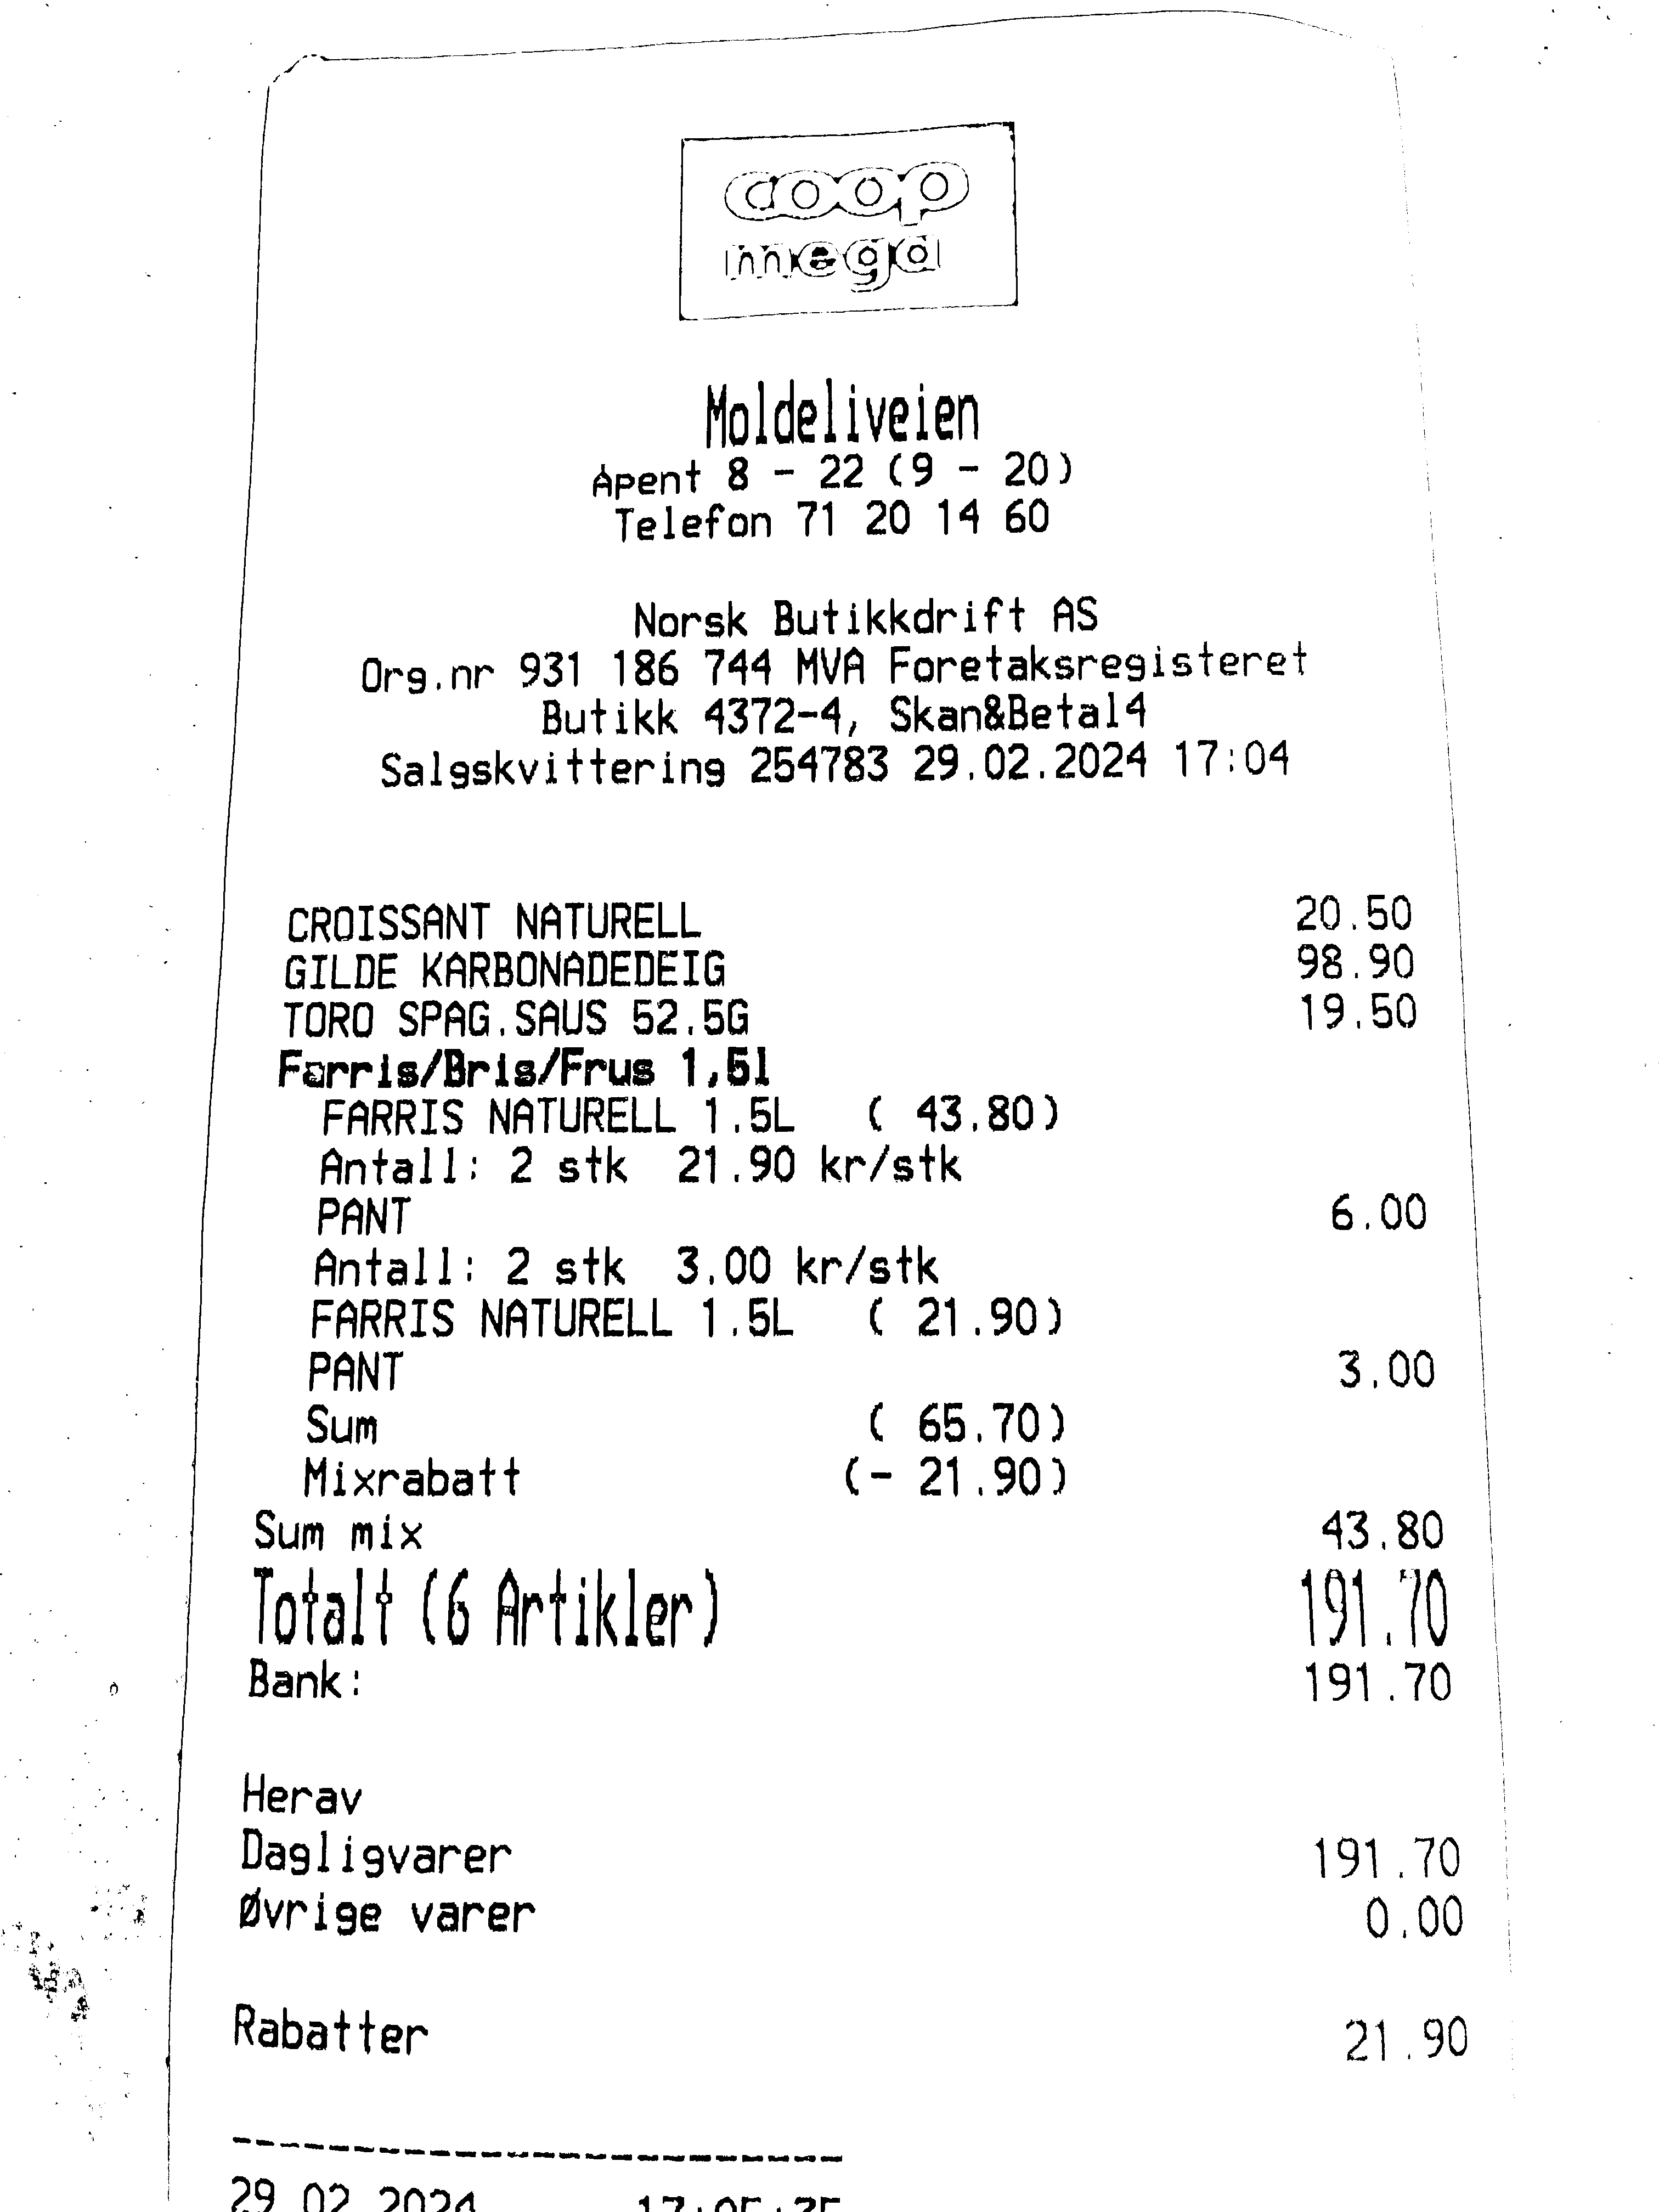 coop
mega
Moldeliveien
Åpent 8 - 22 (9 - 20)
Telefon 71 20 14 60
Norsk Butikkdrift AS
Org.nr 931 186 744 MVA Foretaksregisteret
Butikk 4372-4, Skan&Betal4
Salgskvittering 254783 29.02.2024 17:04
CROISSANT NATURELL 20.50
GILDE KARBONADEDEIG 98.90
TORO SPAG.SAUS 52.5G 19.50
Farris/Bris/Frus 1,5l
FARRIS NATURELL 1.5L ( 43.80)
Antall: 2 stk 21.90 kr/stk
PANT 6.00
Antall: 2 stk 3.00 kr/stk
FARRIS NATURELL 1.5L ( 21.90)
PANT 3.00
Sum ( 65.70)
Mixrabatt (- 21.90)
Sum mix 43.80
Totalt (6 Artikler) 191.70
Bank: 191.70
Herav
Dagligvarer 191.70
Øvrige varer 0.00
Rabatter 21.90
--------------------------
29.02.2024